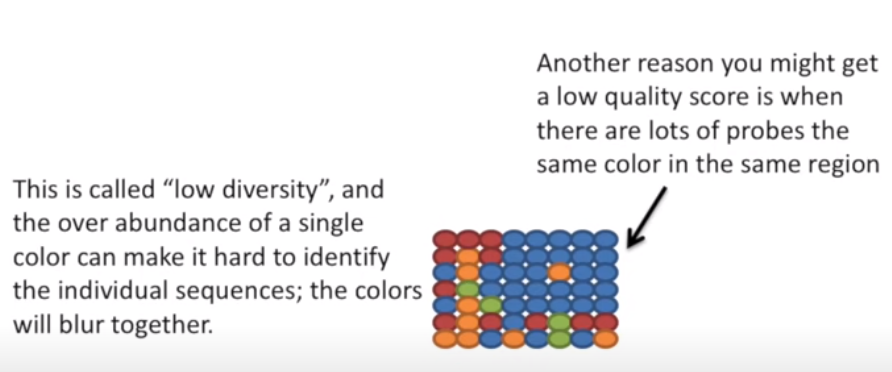 Another reason you might get
a low quality score is when
there are lots of probes the
same color in the same region
This is called “low diversity”, and
the over abundance of a single
color can make it hard to identify
the individual sequences; the colors
will blur together.